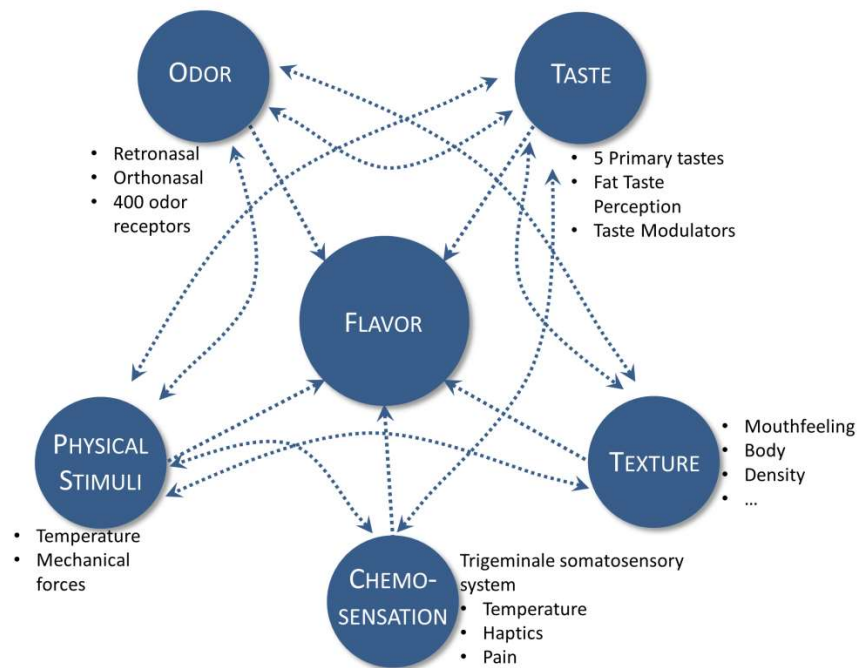 ODOR
TASTE
• Retronasal
• Orthonasal
• 400 odor
receptors
• 5 Primary tastes
• Fat Taste
Perception
• Taste Modulators
FLAVOR
PHYSICAL
STIMULI
• Temperature
• Mechanical
forces
TEXTURE
• Mouthfeeling
• Body
• Density
• …
CHEMO-
SENSATION
Trigeminale somatosensory
system
• Temperature
• Haptics
• Pain